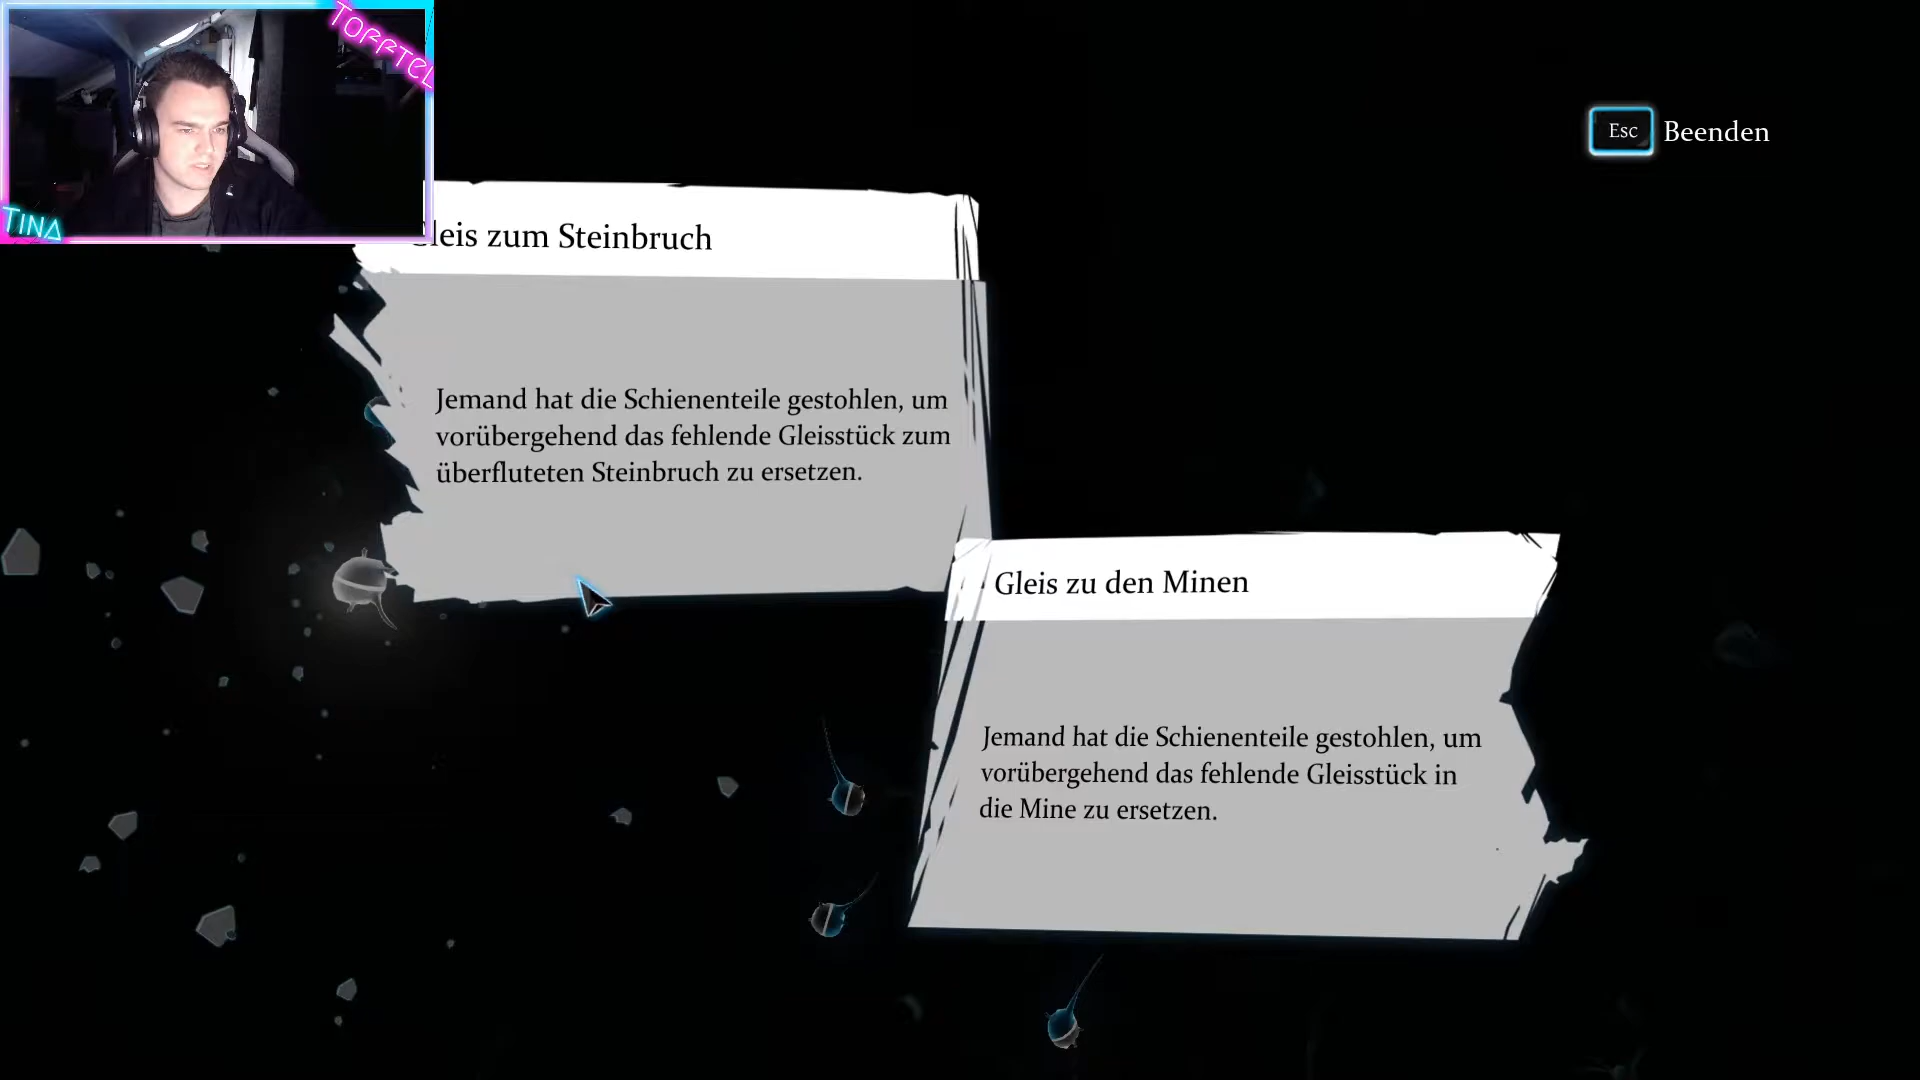 TOFFTEL
TINA
Esc Beenden
Gleis zum Steinbruch
Jemand hat die Schienenteile gestohlen, um
vorübergehend das fehlende Gleisstück zum
überfluteten Steinbruch zu ersetzen.
Gleis zu den Minen
Jemand hat die Schienenteile gestohlen, um
vorübergehend das fehlende Gleisstück in
die Mine zu ersetzen.